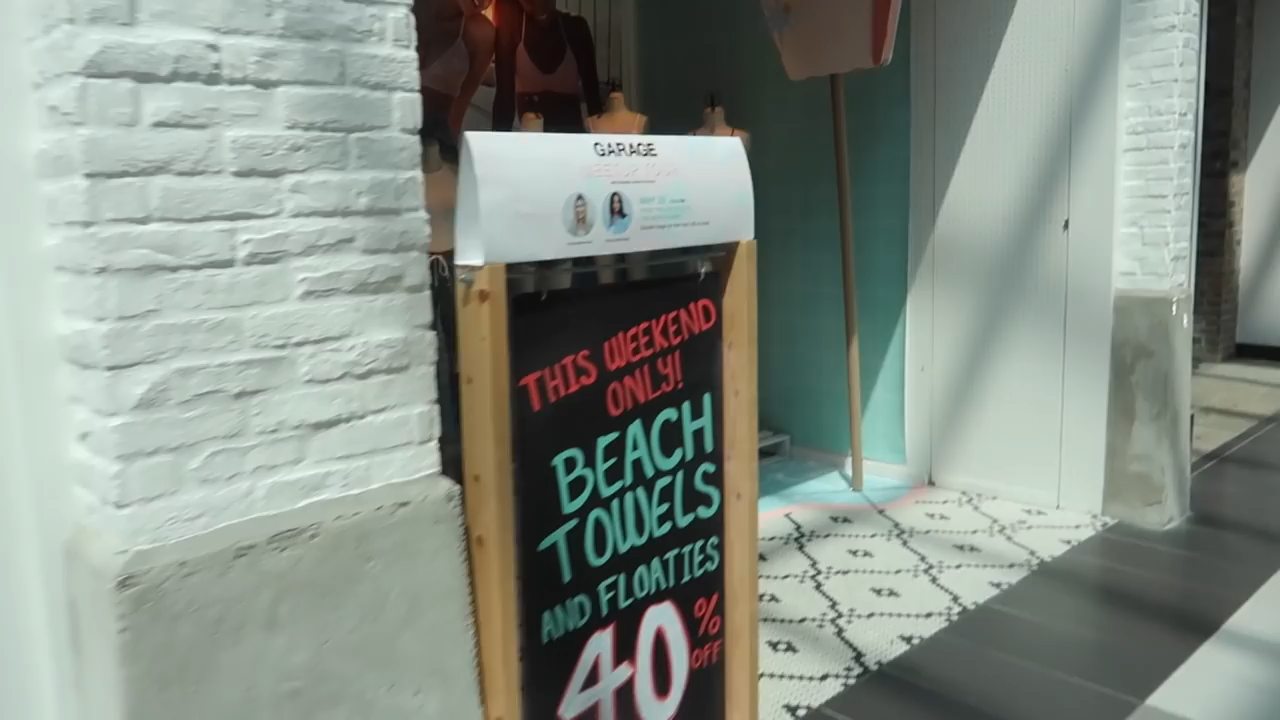 GARAGE
THIS WEEKEND
ONLY!
BEACH
TOWELS
AND FLOATIES
40% OFF